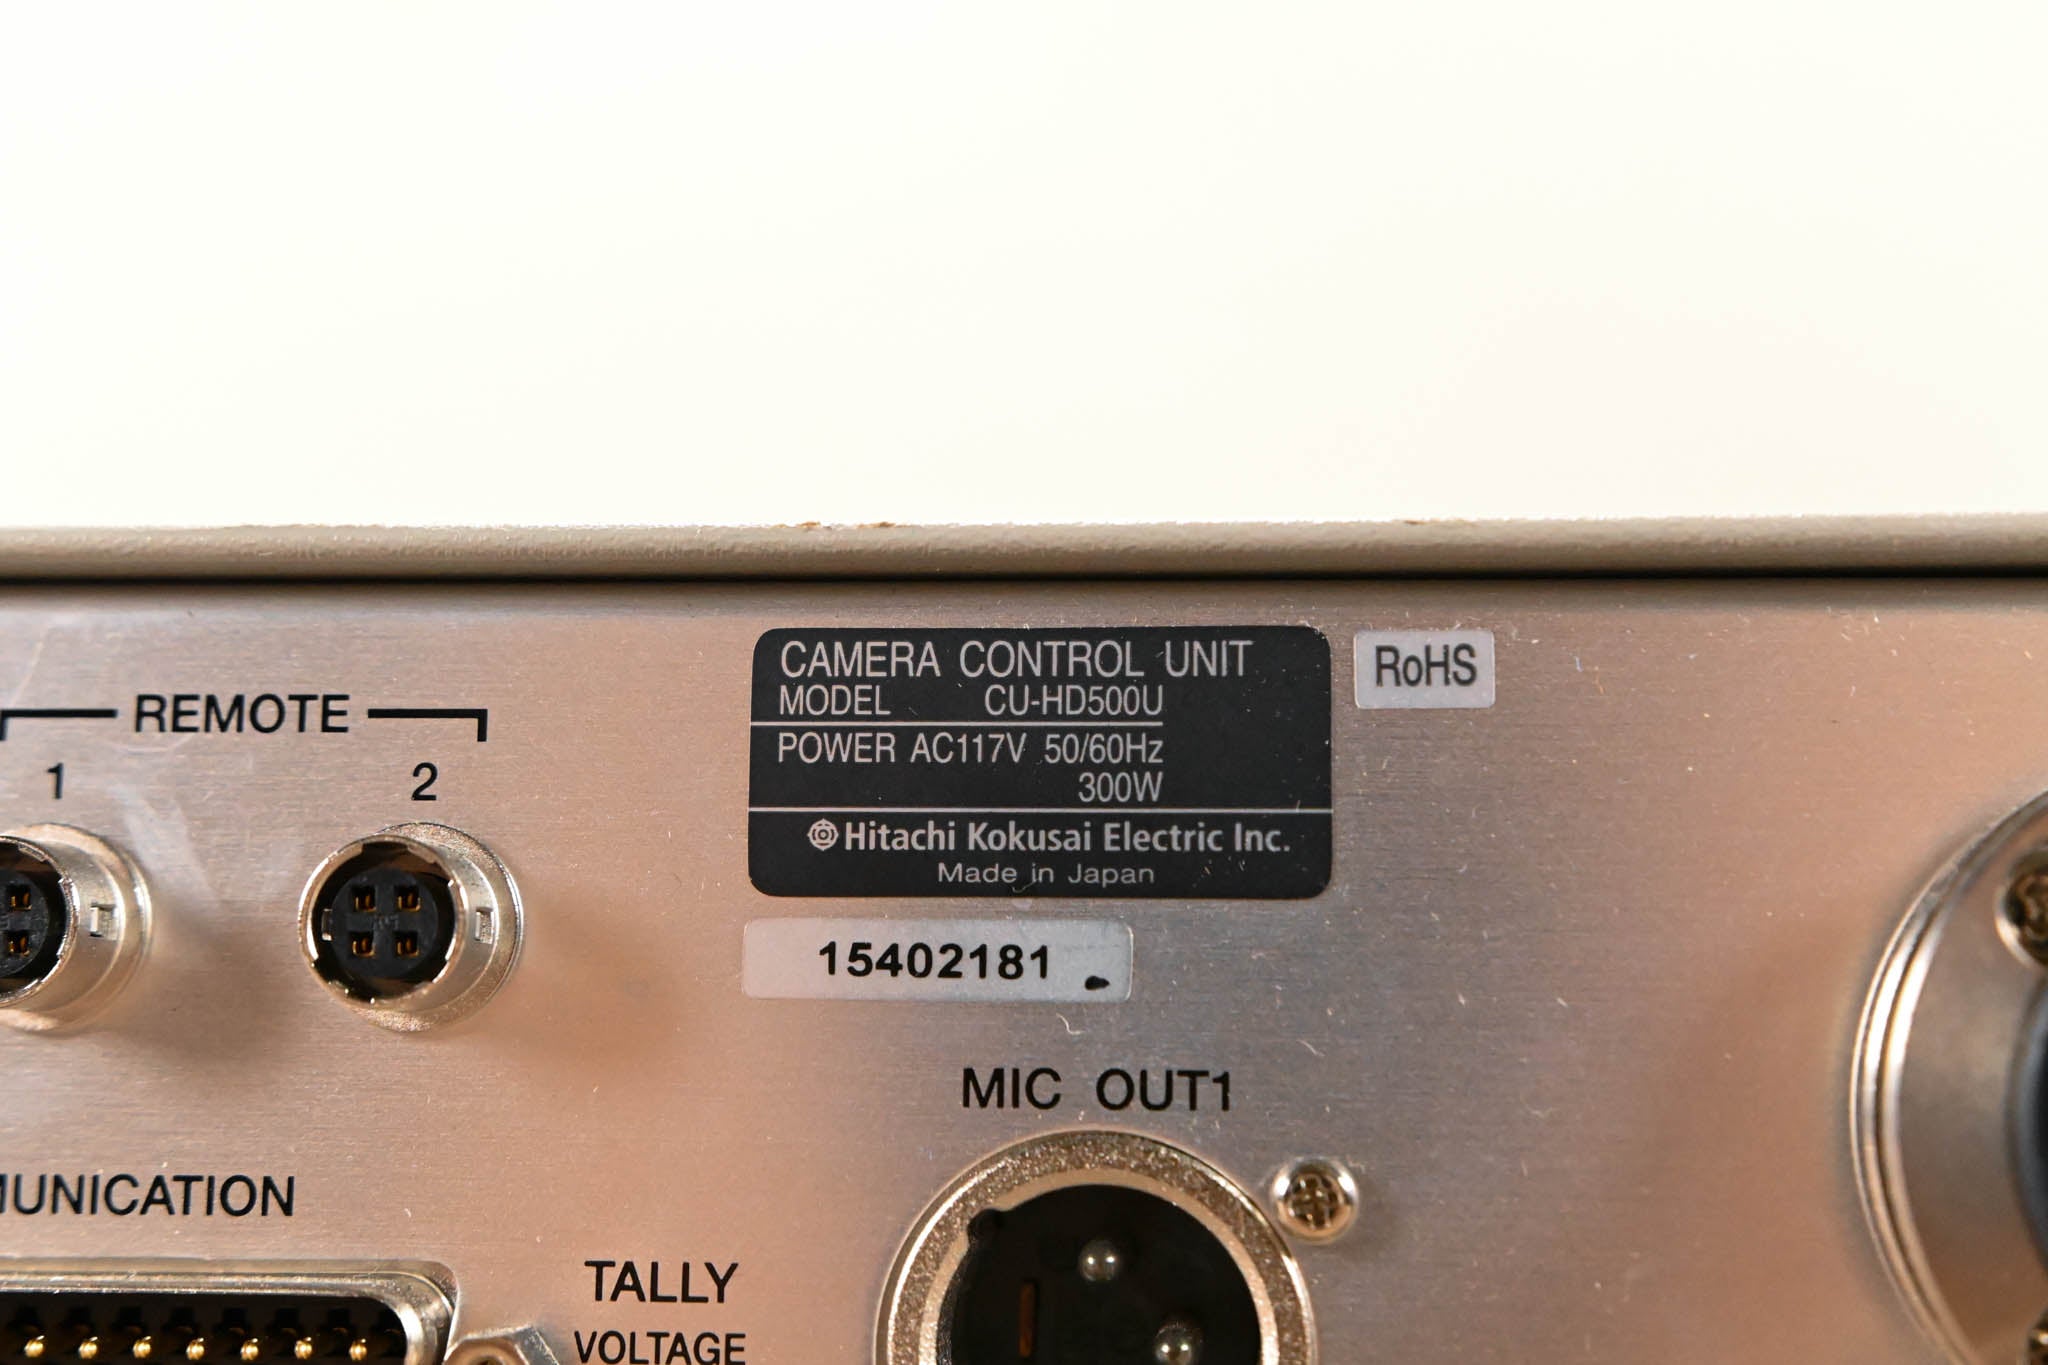 CAMERA CONTROL UNIT
MODEL CU-HD500U
POWER AC117V 50/60Hz
300W
Hitachi Kokusai Electric Inc.
Made in Japan
RoHS
15402181
REMOTE
1 2
MIC OUT1
MUNICATION
TALLY
VOLTAGE